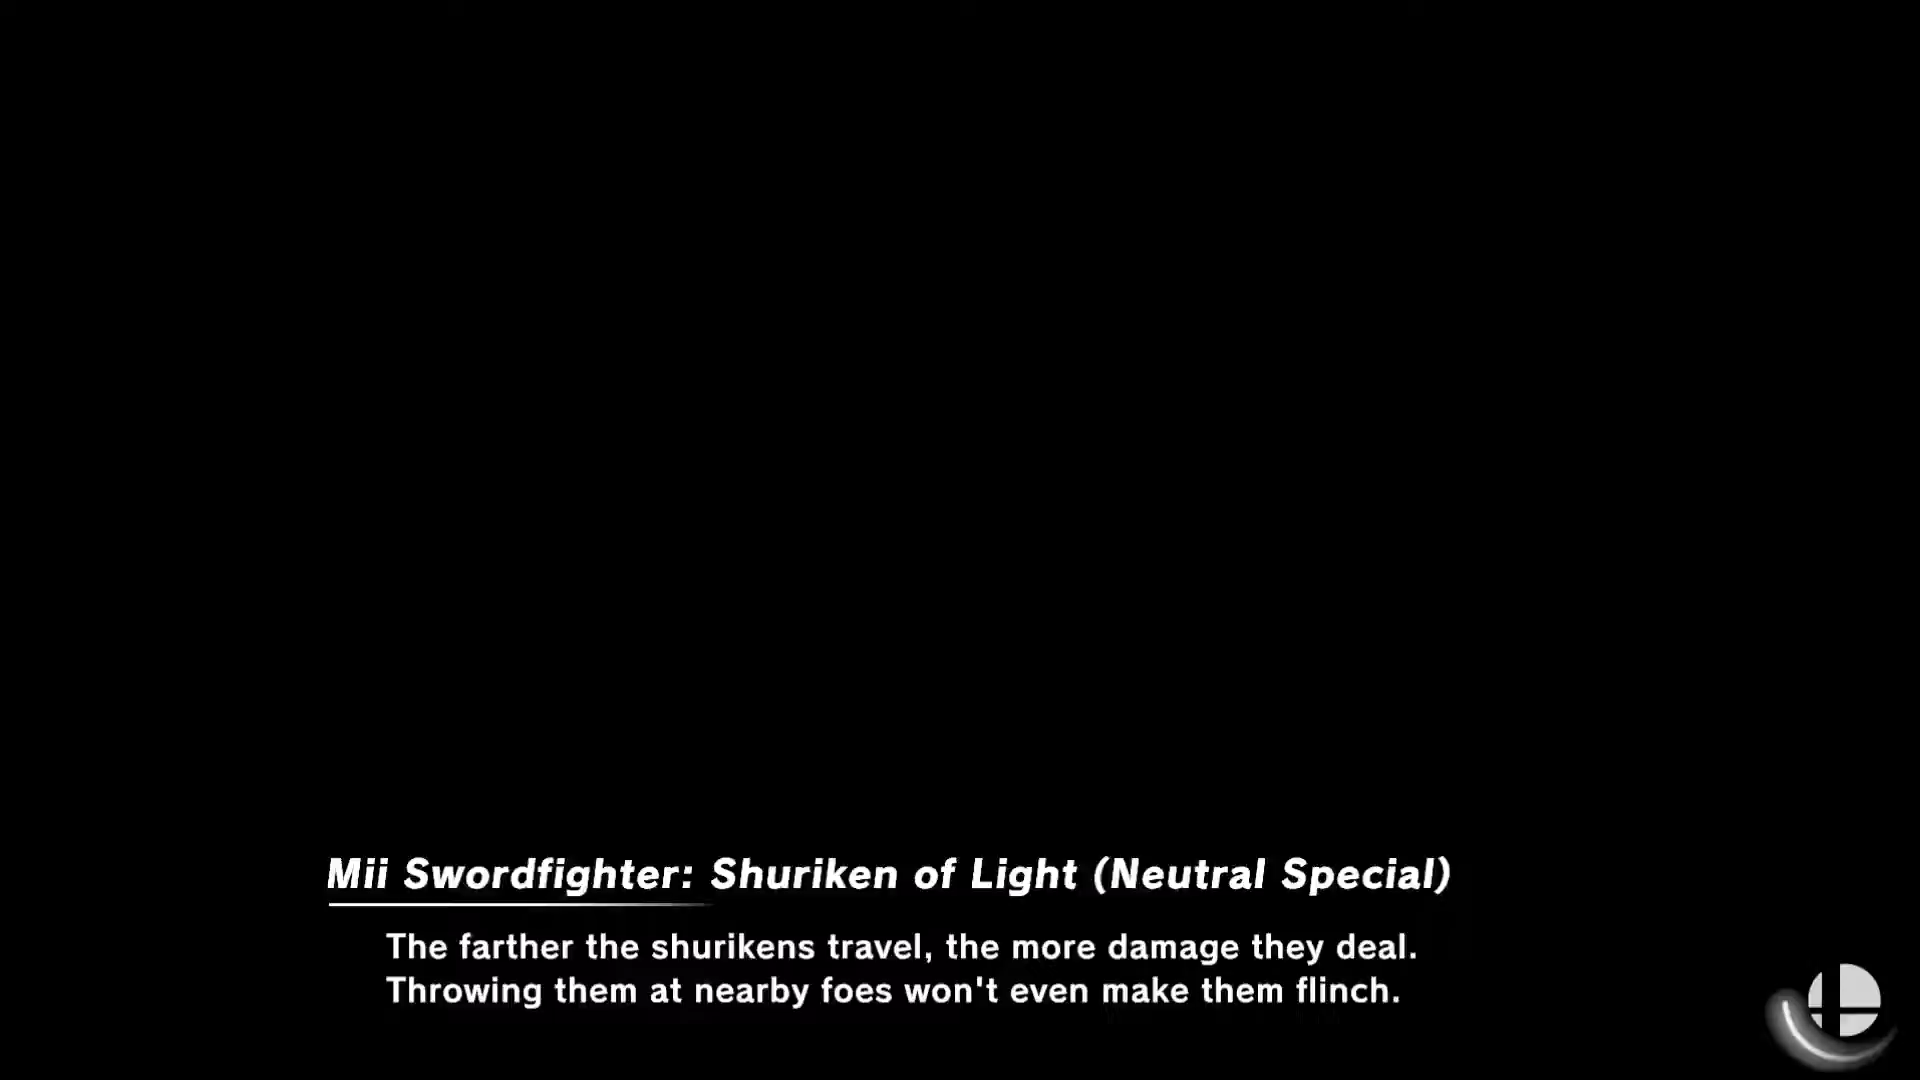 Mii Swordfighter: Shuriken of Light (Neutral Special)
The farther the shurikens travel, the more damage they deal.
Throwing them at nearby foes won't even make them flinch.